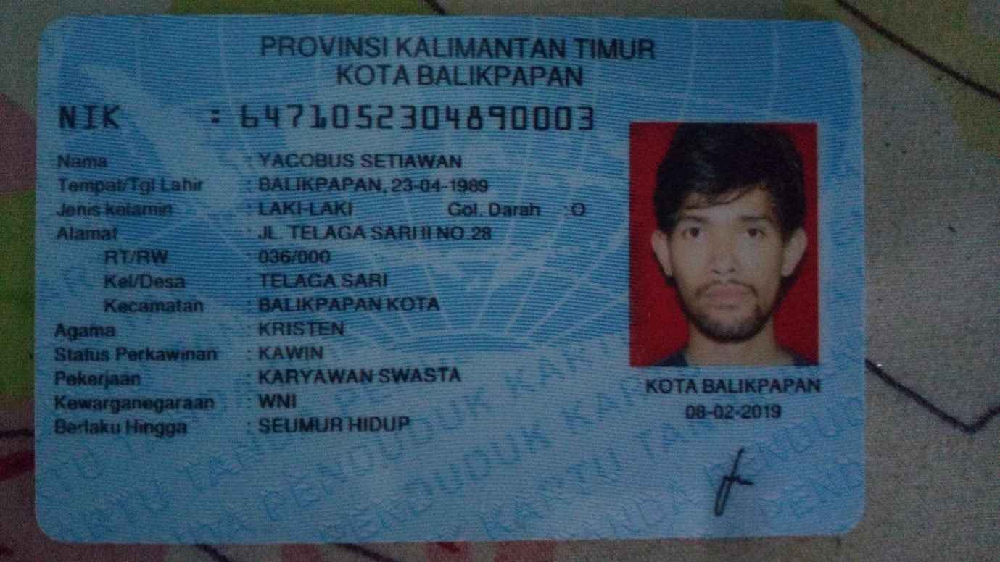 PROVINSI KALIMANTAN TIMUR
KOTA BALIKPAPAN
NIK : 6471052304890003
Nama : YACOBUS SETIAWAN
Tempat/Tgl Lahir : BALIKPAPAN, 23-04-1989
Jenis kelamin : LAKI-LAKI Gol. Darah : O
Alamat : JL. TELAGA SARI II NO 28
RT/RW : 036/000
Kel/Desa : TELAGA SARI
Kecamatan : BALIKPAPAN KOTA
Agama : KRISTEN
Status Perkawinan : KAWIN
Pekerjaan : KARYAWAN SWASTA
Kewarganegaraan : WNI
Berlaku Hingga : SEUMUR HIDUP
KOTA BALIKPAPAN
08-02-2019